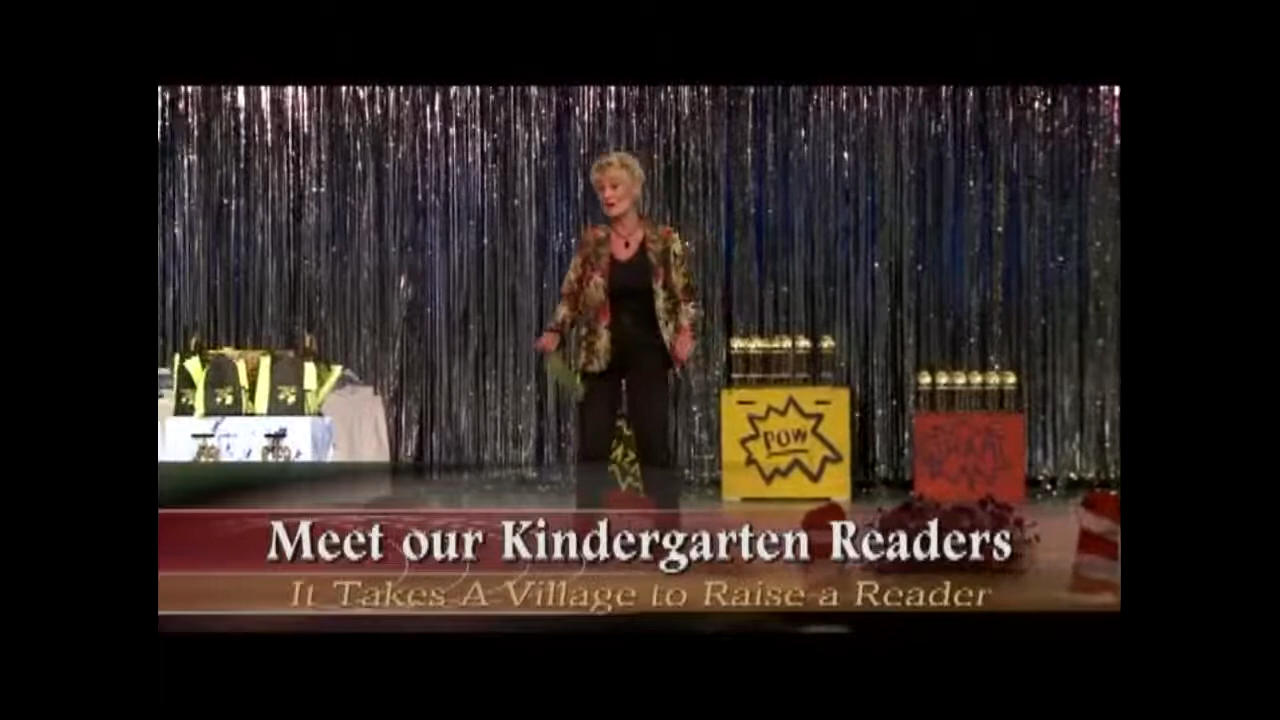 POW
Meet our Kindergarten Readers
It Takes A Village to Raise a Reader